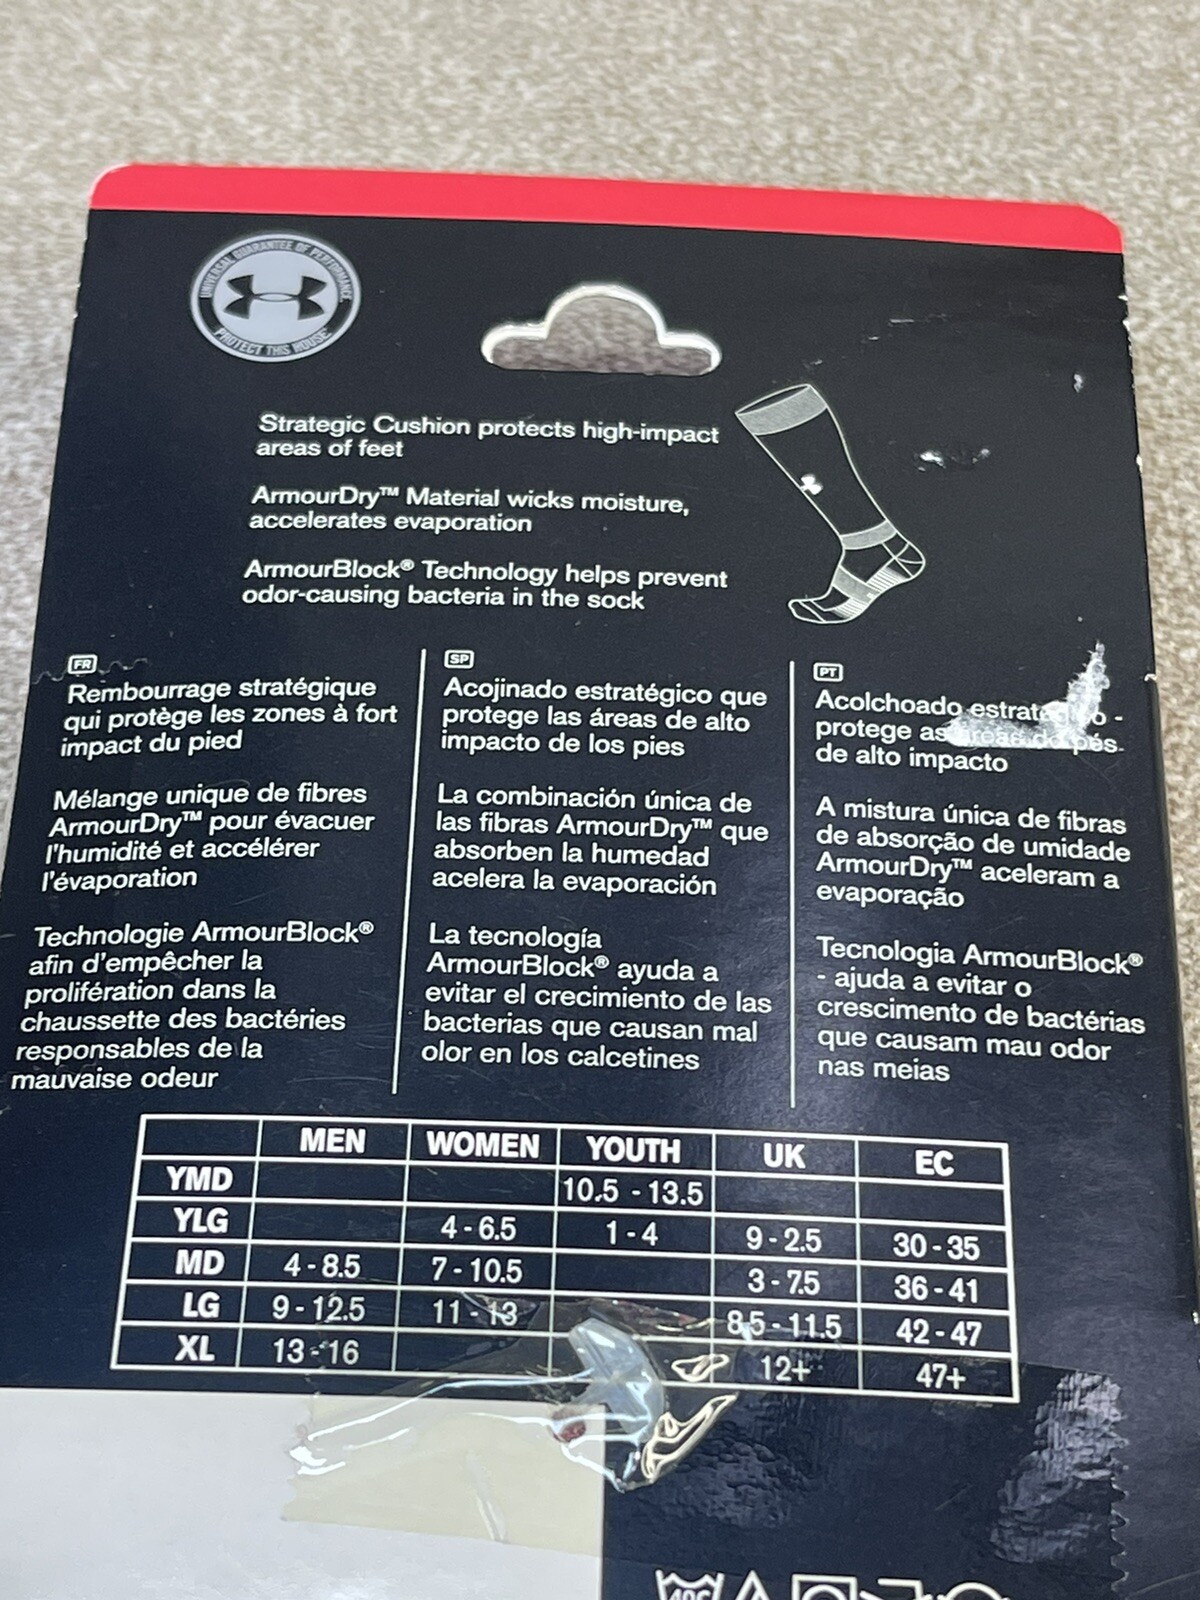 UNIVERSAL GUARANTEE OF PERFORMANCE
PROTECT THIS HOUSE
Strategic Cushion protects high-impact
areas of feet
ArmourDry™ Material wicks moisture,
accelerates evaporation
ArmourBlock® Technology helps prevent
odor-causing bacteria in the sock
FR
Rembourrage stratégique
qui protège les zones à fort
impact du pied
Mélange unique de fibres
ArmourDry™ pour évacuer
l'humidité et accélérer
l'évaporation
Technologie ArmourBlock®
afin d'empêcher la
prolifération dans la
chaussette des bactéries
responsables de la
mauvaise odeur
SP
Acojinado estratégico que
protege las áreas de alto
impacto de los pies
La combinación única de
las fibras ArmourDry™ que
absorben la humedad
acelera la evaporación
La tecnología
ArmourBlock® ayuda a
evitar el crecimiento de las
bacterias que causan mal
olor en los calcetines
PT
Acolchoado estratégico -
protege as áreas do pés-
de alto impacto
A mistura única de fibras
de absorção de umidade
ArmourDry™ aceleram a
evaporação
Tecnologia ArmourBlock®
- ajuda a evitar o
crescimento de bactérias
que causam mau odor
nas meias
MEN WOMEN YOUTH UK EC
YMD 10.5 - 13.5
YLG 4 - 6.5 1 - 4 9 - 2.5 30 - 35
MD 4 - 8.5 7 - 10.5 3 - 7.5 36 - 41
LG 9 - 12.5 11 - 13 8.5 - 11.5 42 - 47
XL 13 - 16 12+ 47+
40C